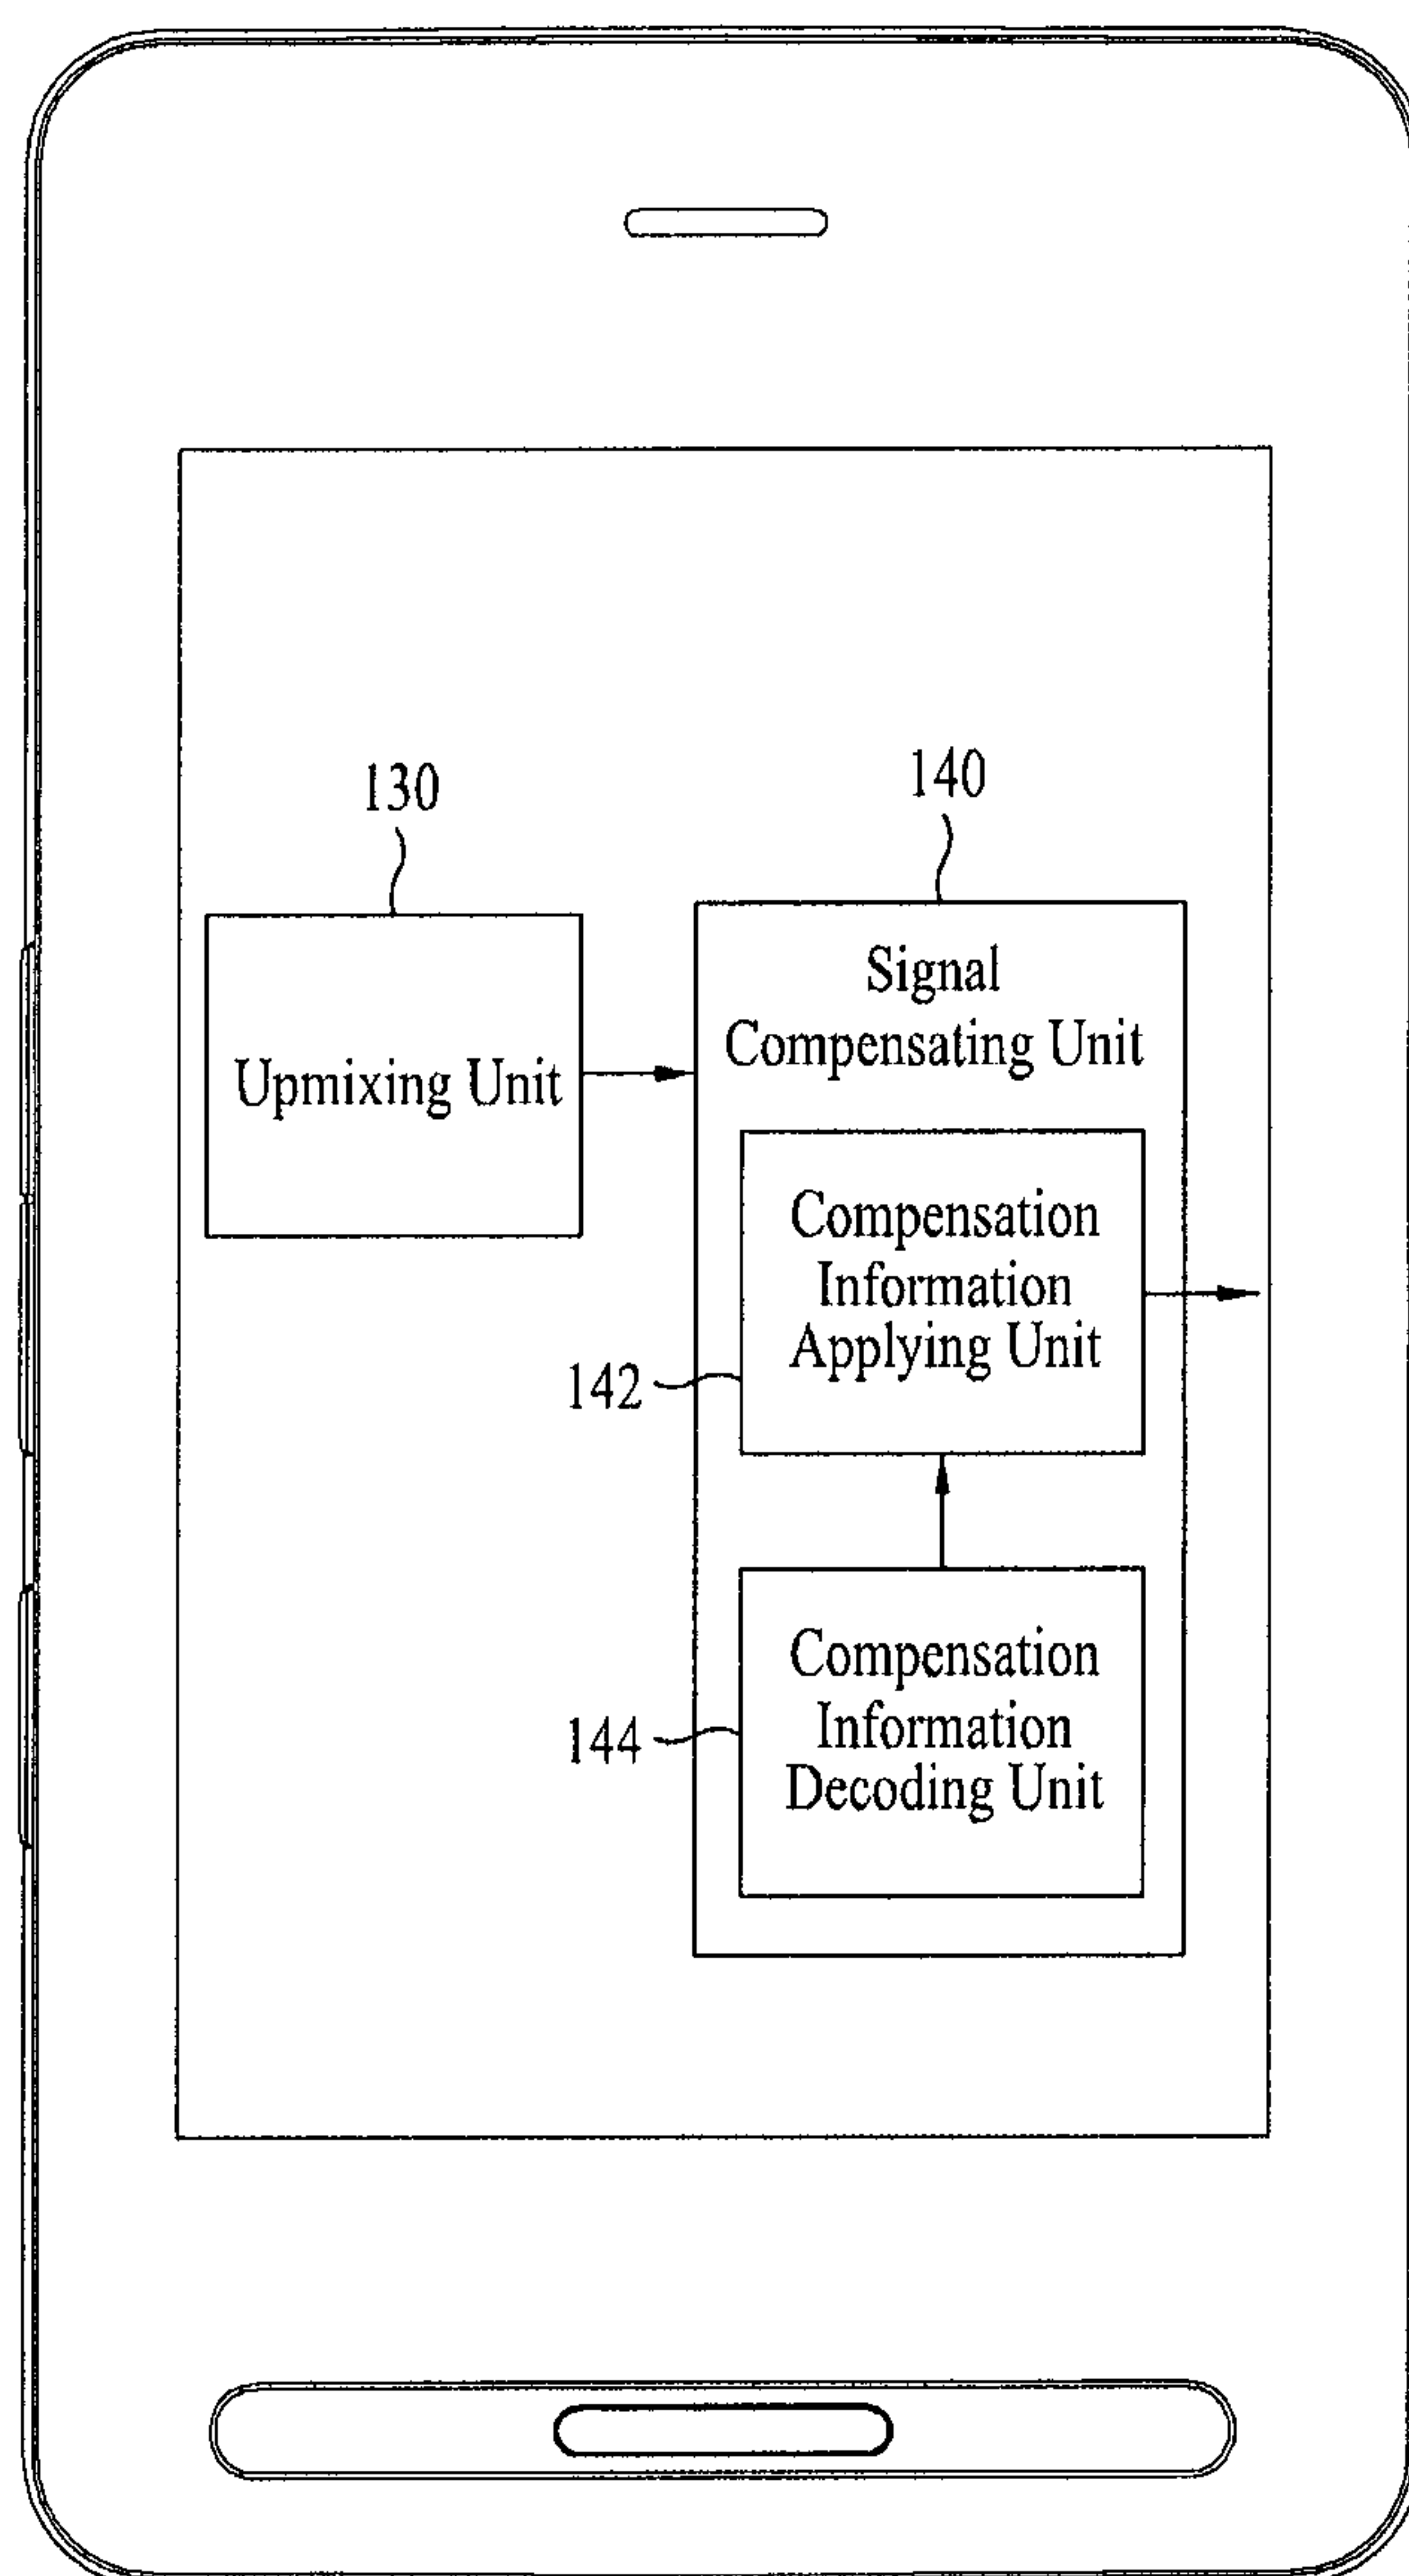 130
140
Upmixing Unit
Signal
Compensating Unit
Compensation
Information
Applying Unit
142
Compensation
Information
Decoding Unit
144